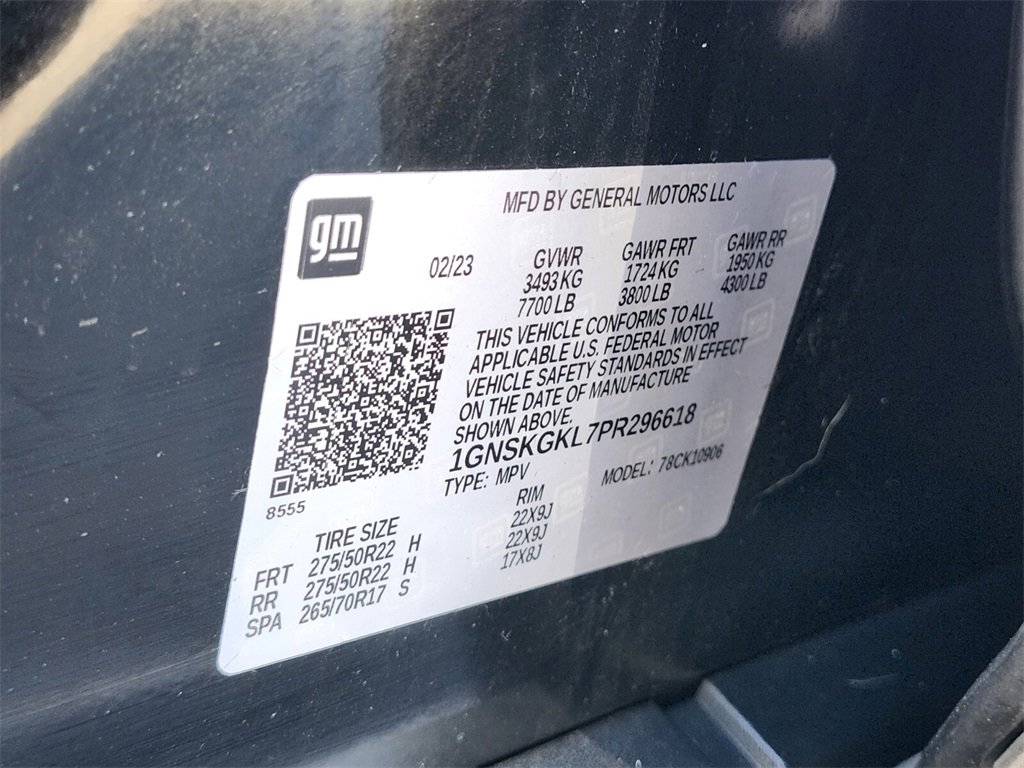 gm
MFD BY GENERAL MOTORS LLC
02/23
GVWR GAWR FRT GAWR RR
3493 KG 1724 KG 1950 KG
7700 LB 3800 LB 4300 LB
THIS VEHICLE CONFORMS TO ALL
APPLICABLE U.S. FEDERAL MOTOR
VEHICLE SAFETY STANDARDS IN EFFECT
ON THE DATE OF MANUFACTURE
SHOWN ABOVE.
1GNSKGKL7PR296618
TYPE: MPV MODEL: 78CK10906
8555
TIRE SIZE RIM
FRT 275/50R22 H 22X9J
RR 275/50R22 H 22X9J
SPA 265/70R17 S 17X8J